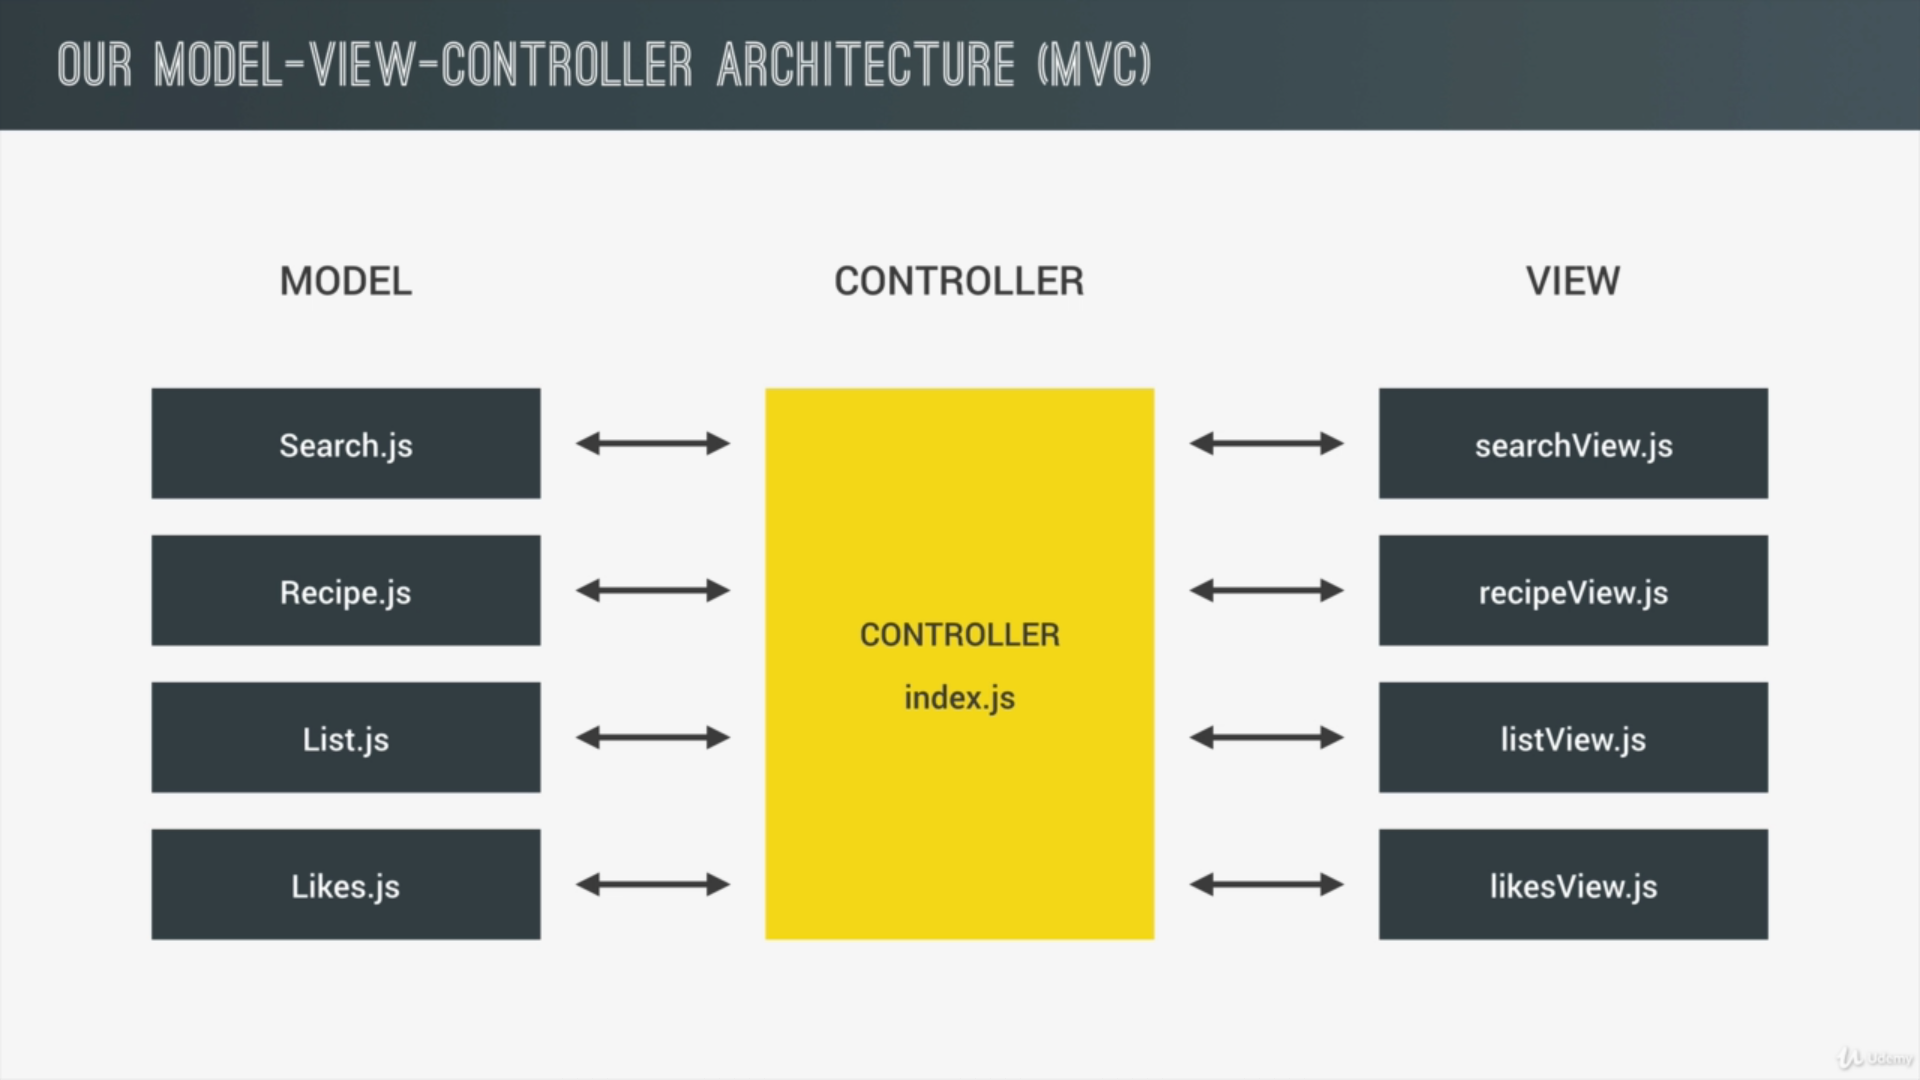 OUR MODEL-VIEW-CONTROLLER ARCHITECTURE (MVC)
MODEL
CONTROLLER
VIEW
Search.js
searchView.js
Recipe.js
recipeView.js
CONTROLLER
index.js
List.js
listView.js
Likes.js
likesView.js
Udemy